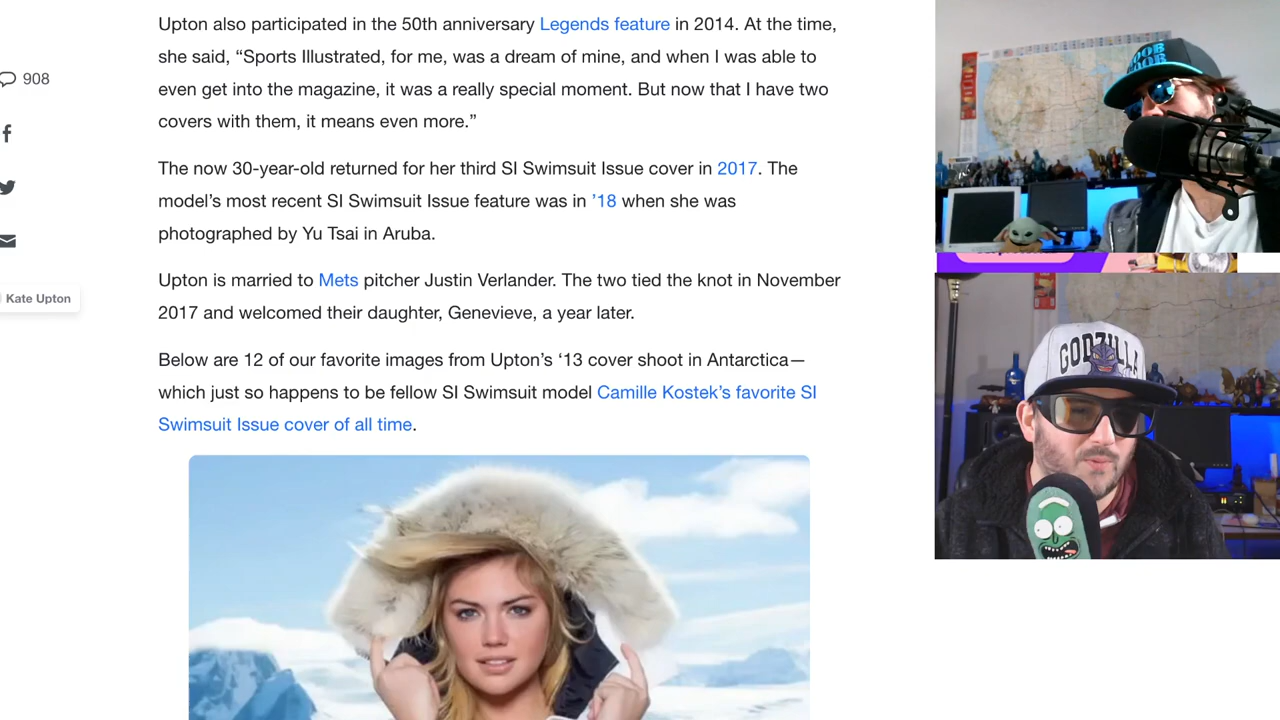 Upton also participated in the 50th anniversary Legends feature in 2014. At the time,
she said, “Sports Illustrated, for me, was a dream of mine, and when I was able to
even get into the magazine, it was a really special moment. But now that I have two
covers with them, it means even more.”
908
The now 30-year-old returned for her third SI Swimsuit Issue cover in 2017. The
model’s most recent SI Swimsuit Issue feature was in ’18 when she was
photographed by Yu Tsai in Aruba.
Upton is married to Mets pitcher Justin Verlander. The two tied the knot in November
2017 and welcomed their daughter, Genevieve, a year later.
Kate Upton
Below are 12 of our favorite images from Upton’s ‘13 cover shoot in Antarctica—
which just so happens to be fellow SI Swimsuit model Camille Kostek’s favorite SI
Swimsuit Issue cover of all time.
GODZILLA